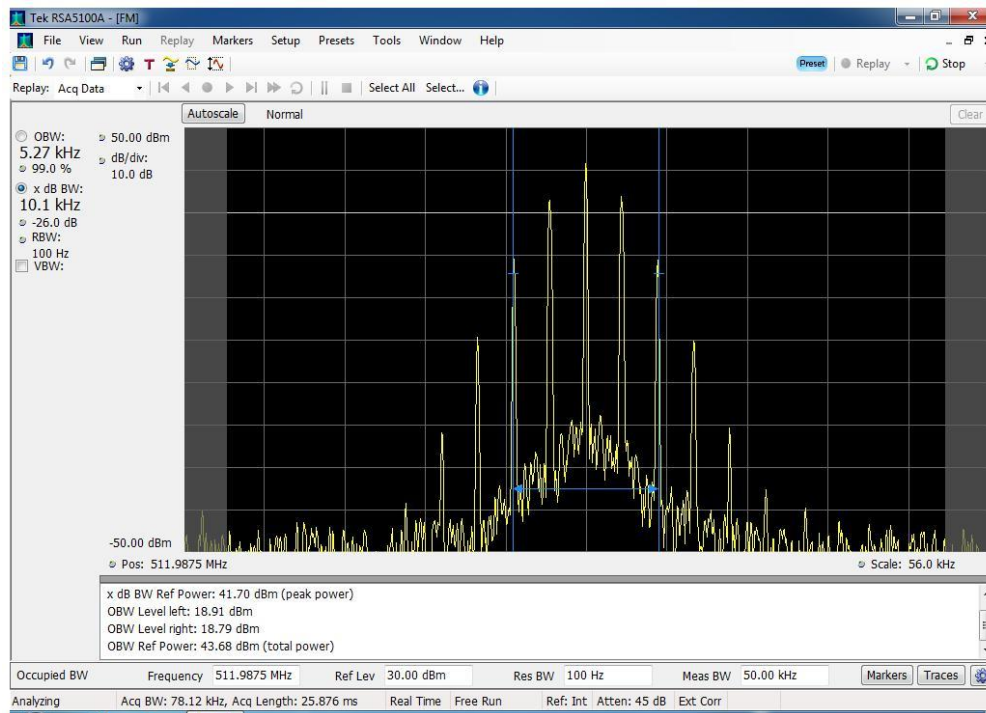 Tek RSA5100A - [FM]
File View Run Replay Markers Setup Presets Tools Window Help
Preset Replay Stop
Replay: Acq Data Select All Select...
Autoscale Normal Clear
OBW:
5.27 kHz
99.0 %
x dB BW:
10.1 kHz
-26.0 dB
RBW:
100 Hz
VBW:
50.00 dBm
dB/div:
10.0 dB
-50.00 dBm
Pos: 511.9875 MHz Scale: 56.0 kHz
x dB BW Ref Power: 41.70 dBm (peak power)
OBW Level left: 18.91 dBm
OBW Level right: 18.79 dBm
OBW Ref Power: 43.68 dBm (total power)
Occupied BW Frequency 511.9875 MHz Ref Lev 30.00 dBm Res BW 100 Hz Meas BW 50.00 kHz Markers Traces
Analyzing Acq BW: 78.12 kHz, Acq Length: 25.876 ms Real Time Free Run Ref: Int Atten: 45 dB Ext Corr